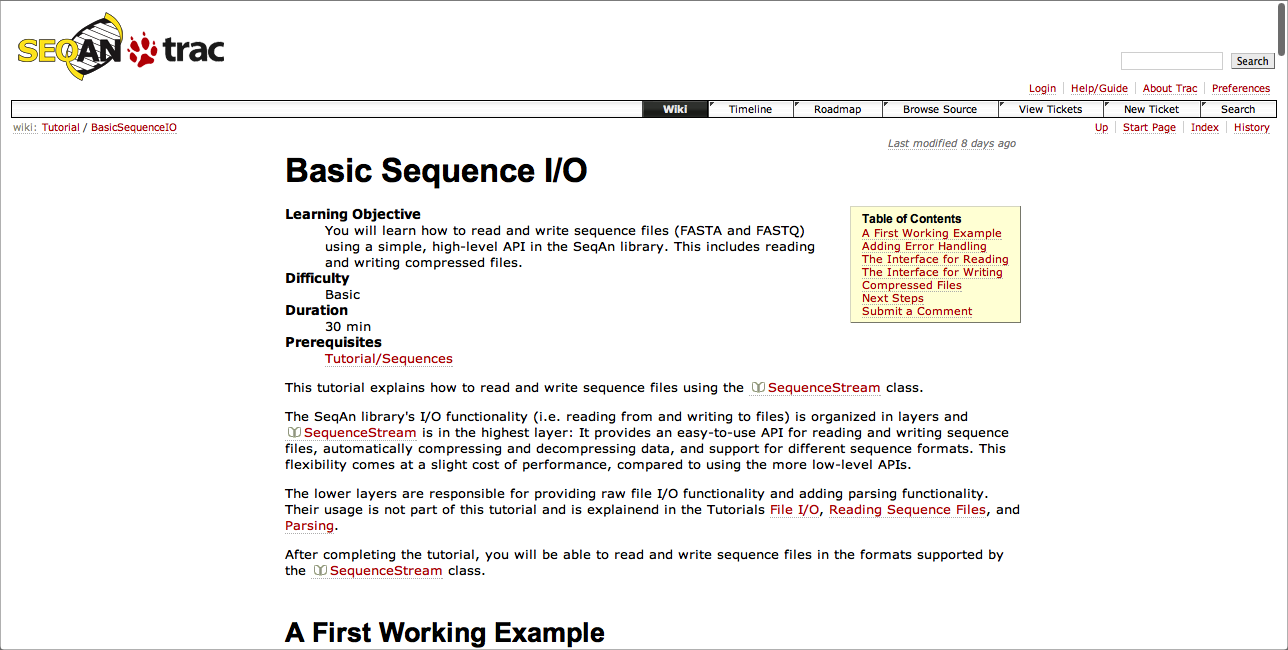 SEQAN trac
Search
Login Help/Guide About Trac Preferences
Wiki Timeline Roadmap Browse Source View Tickets New Ticket Search
wiki: Tutorial / BasicSequenceIO
Up Start Page Index History
Last modified 8 days ago
Basic Sequence I/O
Learning Objective
You will learn how to read and write sequence files (FASTA and FASTQ)
using a simple, high-level API in the SeqAn library. This includes reading
and writing compressed files.
Difficulty
Basic
Duration
30 min
Prerequisites
Tutorial/Sequences
Table of Contents
A First Working Example
Adding Error Handling
The Interface for Reading
The Interface for Writing
Compressed Files
Next Steps
Submit a Comment
This tutorial explains how to read and write sequence files using the SequenceStream class.
The SeqAn library's I/O functionality (i.e. reading from and writing to files) is organized in layers and
SequenceStream is in the highest layer: It provides an easy-to-use API for reading and writing sequence
files, automatically compressing and decompressing data, and support for different sequence formats. This
flexibility comes at a slight cost of performance, compared to using the more low-level APIs.
The lower layers are responsible for providing raw file I/O functionality and adding parsing functionality.
Their usage is not part of this tutorial and is explainend in the Tutorials File I/O, Reading Sequence Files, and
Parsing.
After completing the tutorial, you will be able to read and write sequence files in the formats supported by
the SequenceStream class.
A First Working Example